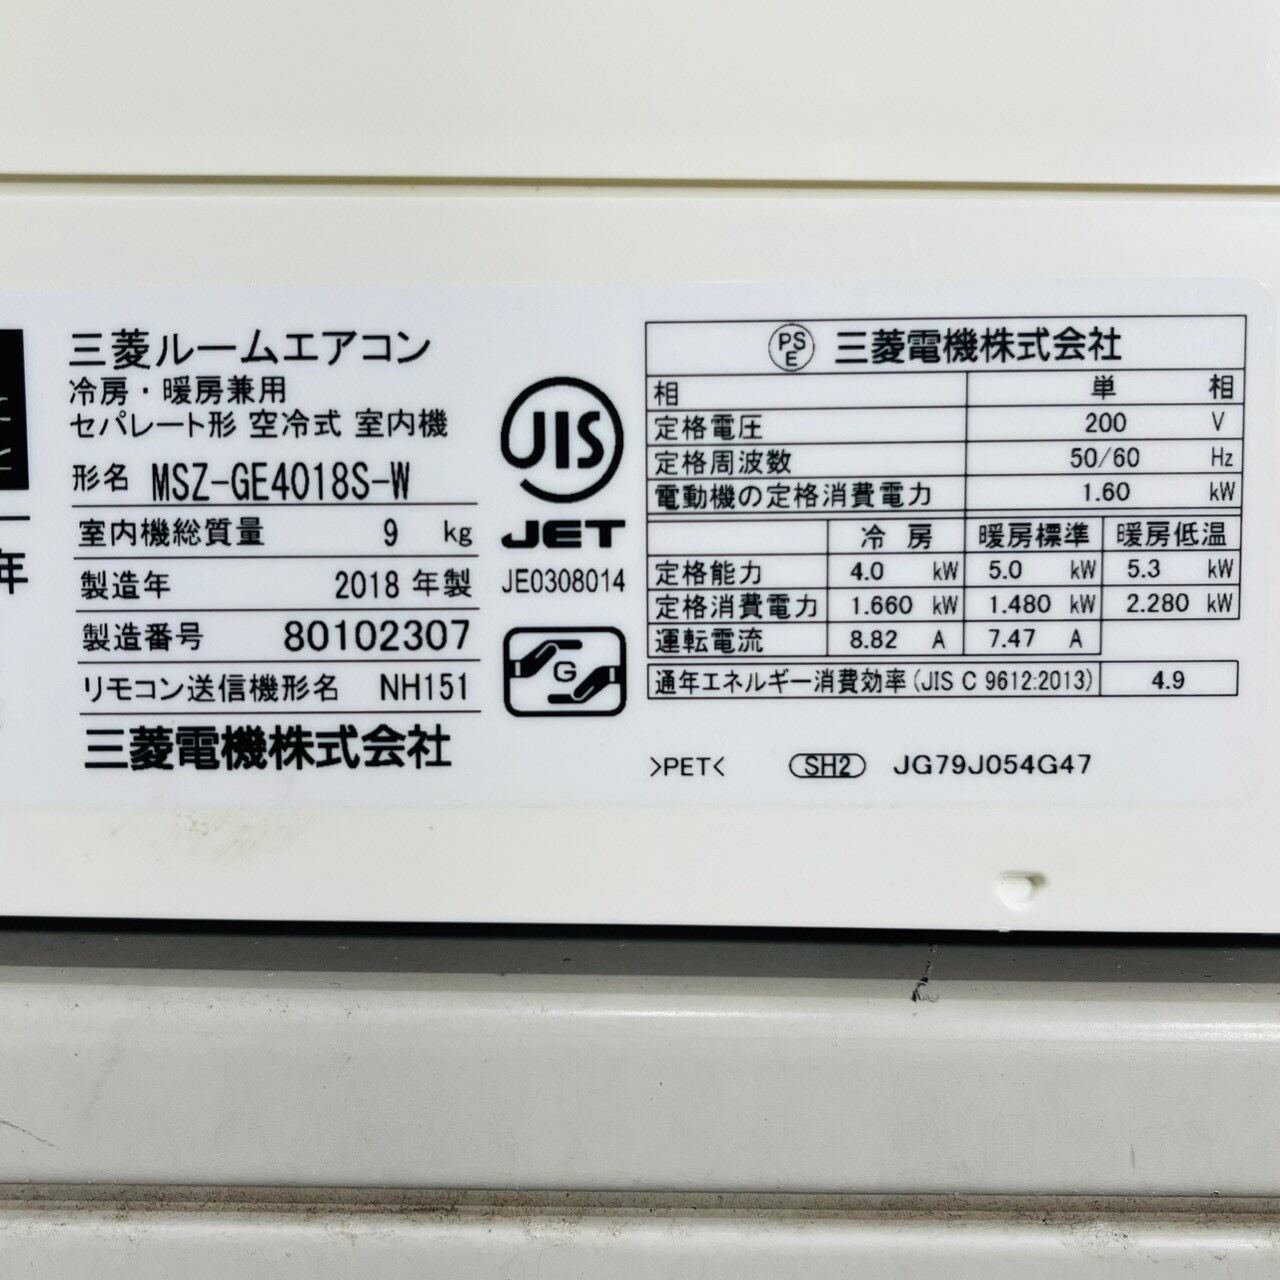 年
三菱ルームエアコン
冷房・暖房兼用
セパレート形 空冷式 室内機
形名 MSZ-GE4018S-W
室内機総質量 9 kg
製造年 2018 年製
製造番号 80102307
リモコン送信機形名 NH151
三菱電機株式会社
JIS
JET
JE0308014
G
PSE 三菱電機株式会社
相 単相
定格電圧 200 V
定格周波数 50/60 Hz
電動機の定格消費電力 1.60 kW
冷房 暖房標準 暖房低温
定格能力 4.0 kW 5.0 kW 5.3 kW
定格消費電力 1.660 kW 1.480 kW 2.280 kW
運転電流 8.82 A 7.47 A
通年エネルギー消費効率(JIS C 9612:2013) 4.9
>PET< SH2 JG79J054G47